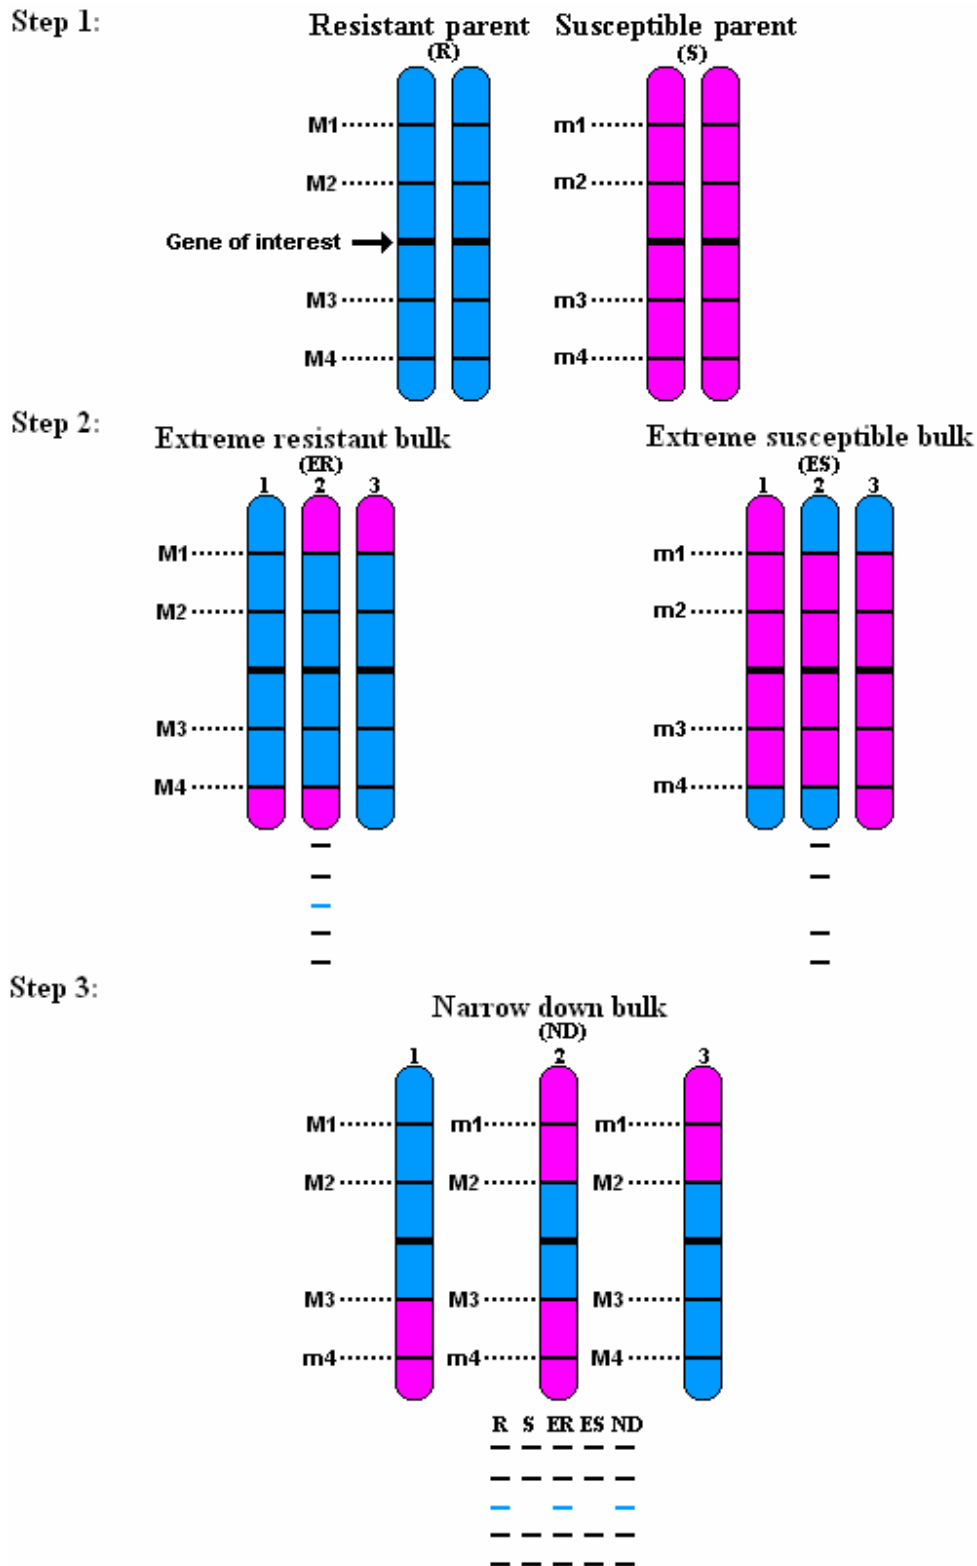 Step 1:
Resistant parent Susceptible parent
(R) (S)
M1 m1
M2 m2
Gene of interest
M3 m3
M4 m4
Step 2:
Extreme resistant bulk Extreme susceptible bulk
(ER) (ES)
1 2 3 1 2 3
M1 m1
M2 m2
M3 m3
M4 m4
Step 3:
Narrow down bulk
(ND)
1 2 3
M1 m1 m1
M2 M2 M2
M3 M3 M3
m4 m4 M4
R S ER ES ND